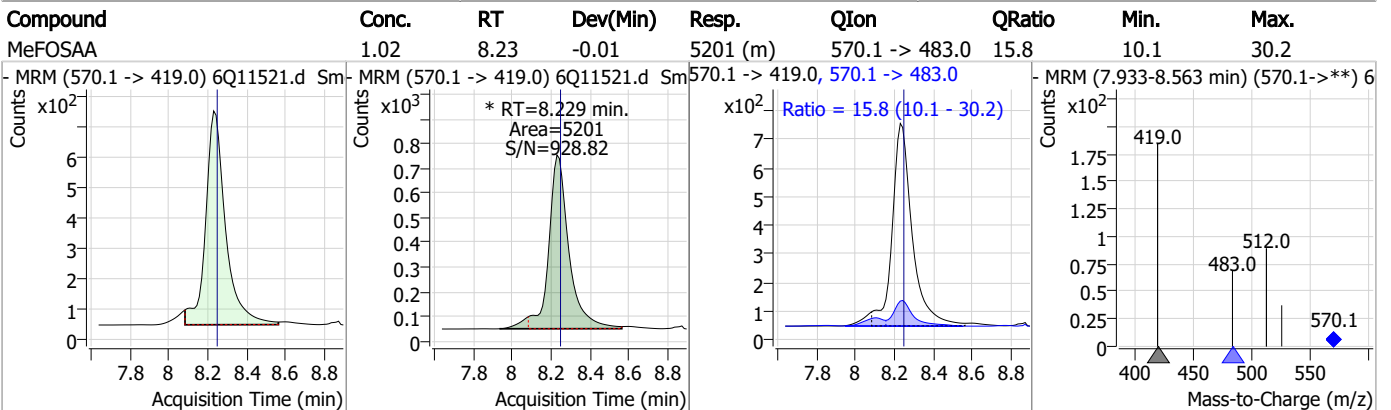 Compound Conc. RT Dev(Min) Resp. QIon QRatio Min. Max.
MeFOSAA 1.02 8.23 -0.01 5201 (m) 570.1 -> 483.0 15.8 10.1 30.2
- MRM (570.1 -> 419.0) 6Q11521.d Sm
Counts
x10²
6
5
4
3
2
1
0
7.8 8 8.2 8.4 8.6 8.8
Acquisition Time (min)
- MRM (570.1 -> 419.0) 6Q11521.d Sm
Counts
x10³
* RT=8.229 min.
Area=5201
S/N=928.82
0.8
0.7
0.6
0.5
0.4
0.3
0.2
0.1
0
7.8 8 8.2 8.4 8.6 8.8
Acquisition Time (min)
570.1 -> 419.0, 570.1 -> 483.0
x10²
Ratio = 15.8 (10.1 - 30.2)
7
6
5
4
3
2
1
0
7.8 8 8.2 8.4 8.6 8.8
Acquisition Time (min)
- MRM (7.933-8.563 min) (570.1->**) 6
Counts
x10²
419.0
512.0
483.0
570.1
1.75
1.5
1.25
1
0.75
0.5
0.25
0
400 450 500 550
Mass-to-Charge (m/z)